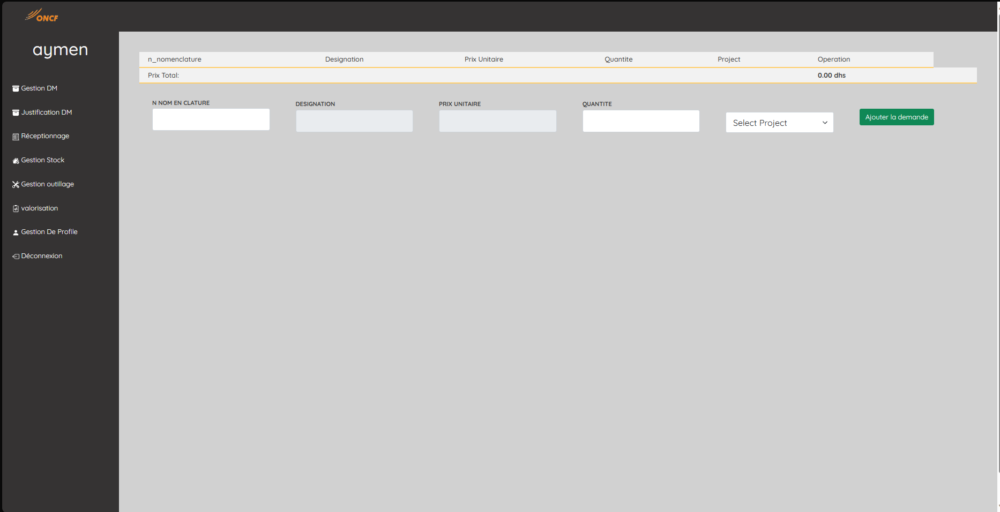 ONCF
aymen
Gestion DM
Justification DM
Réceptionnage
Gestion Stock
Gestion outillage
valorisation
Gestion De Profile
Déconnexion
n_nomenclature Designation Prix Unitaire Quantite Project Operation
Prix Total: 0.00 dhs
N NOM EN CLATURE DESIGNATION PRIX UNITAIRE QUANTITE
Select Project Ajouter la demande